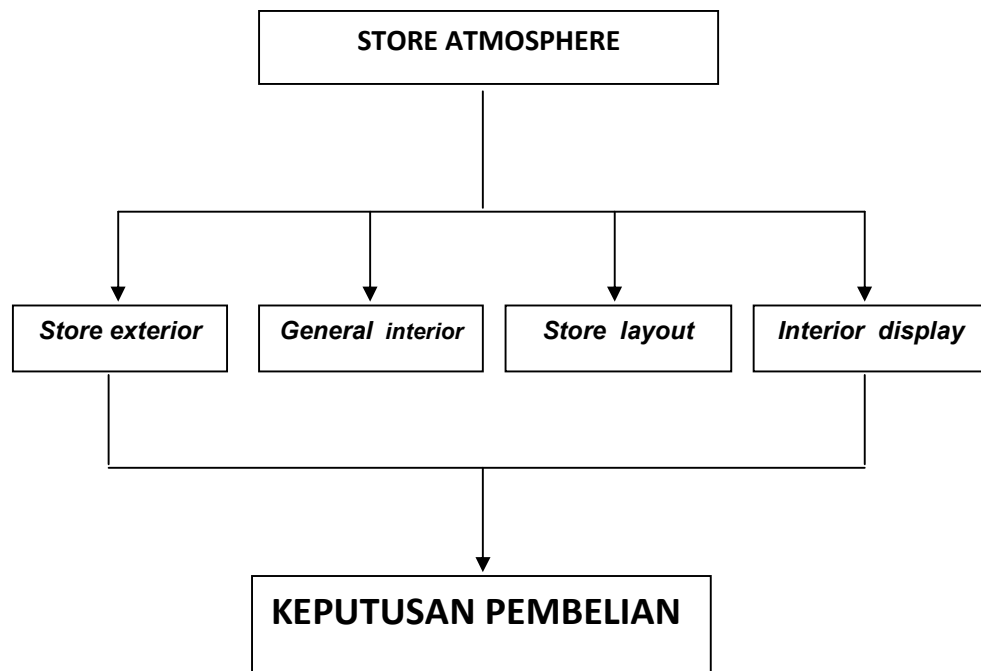 STORE ATMOSPHERE
Store exterior
General interior
Store layout
Interior display
KEPUTUSAN PEMBELIAN